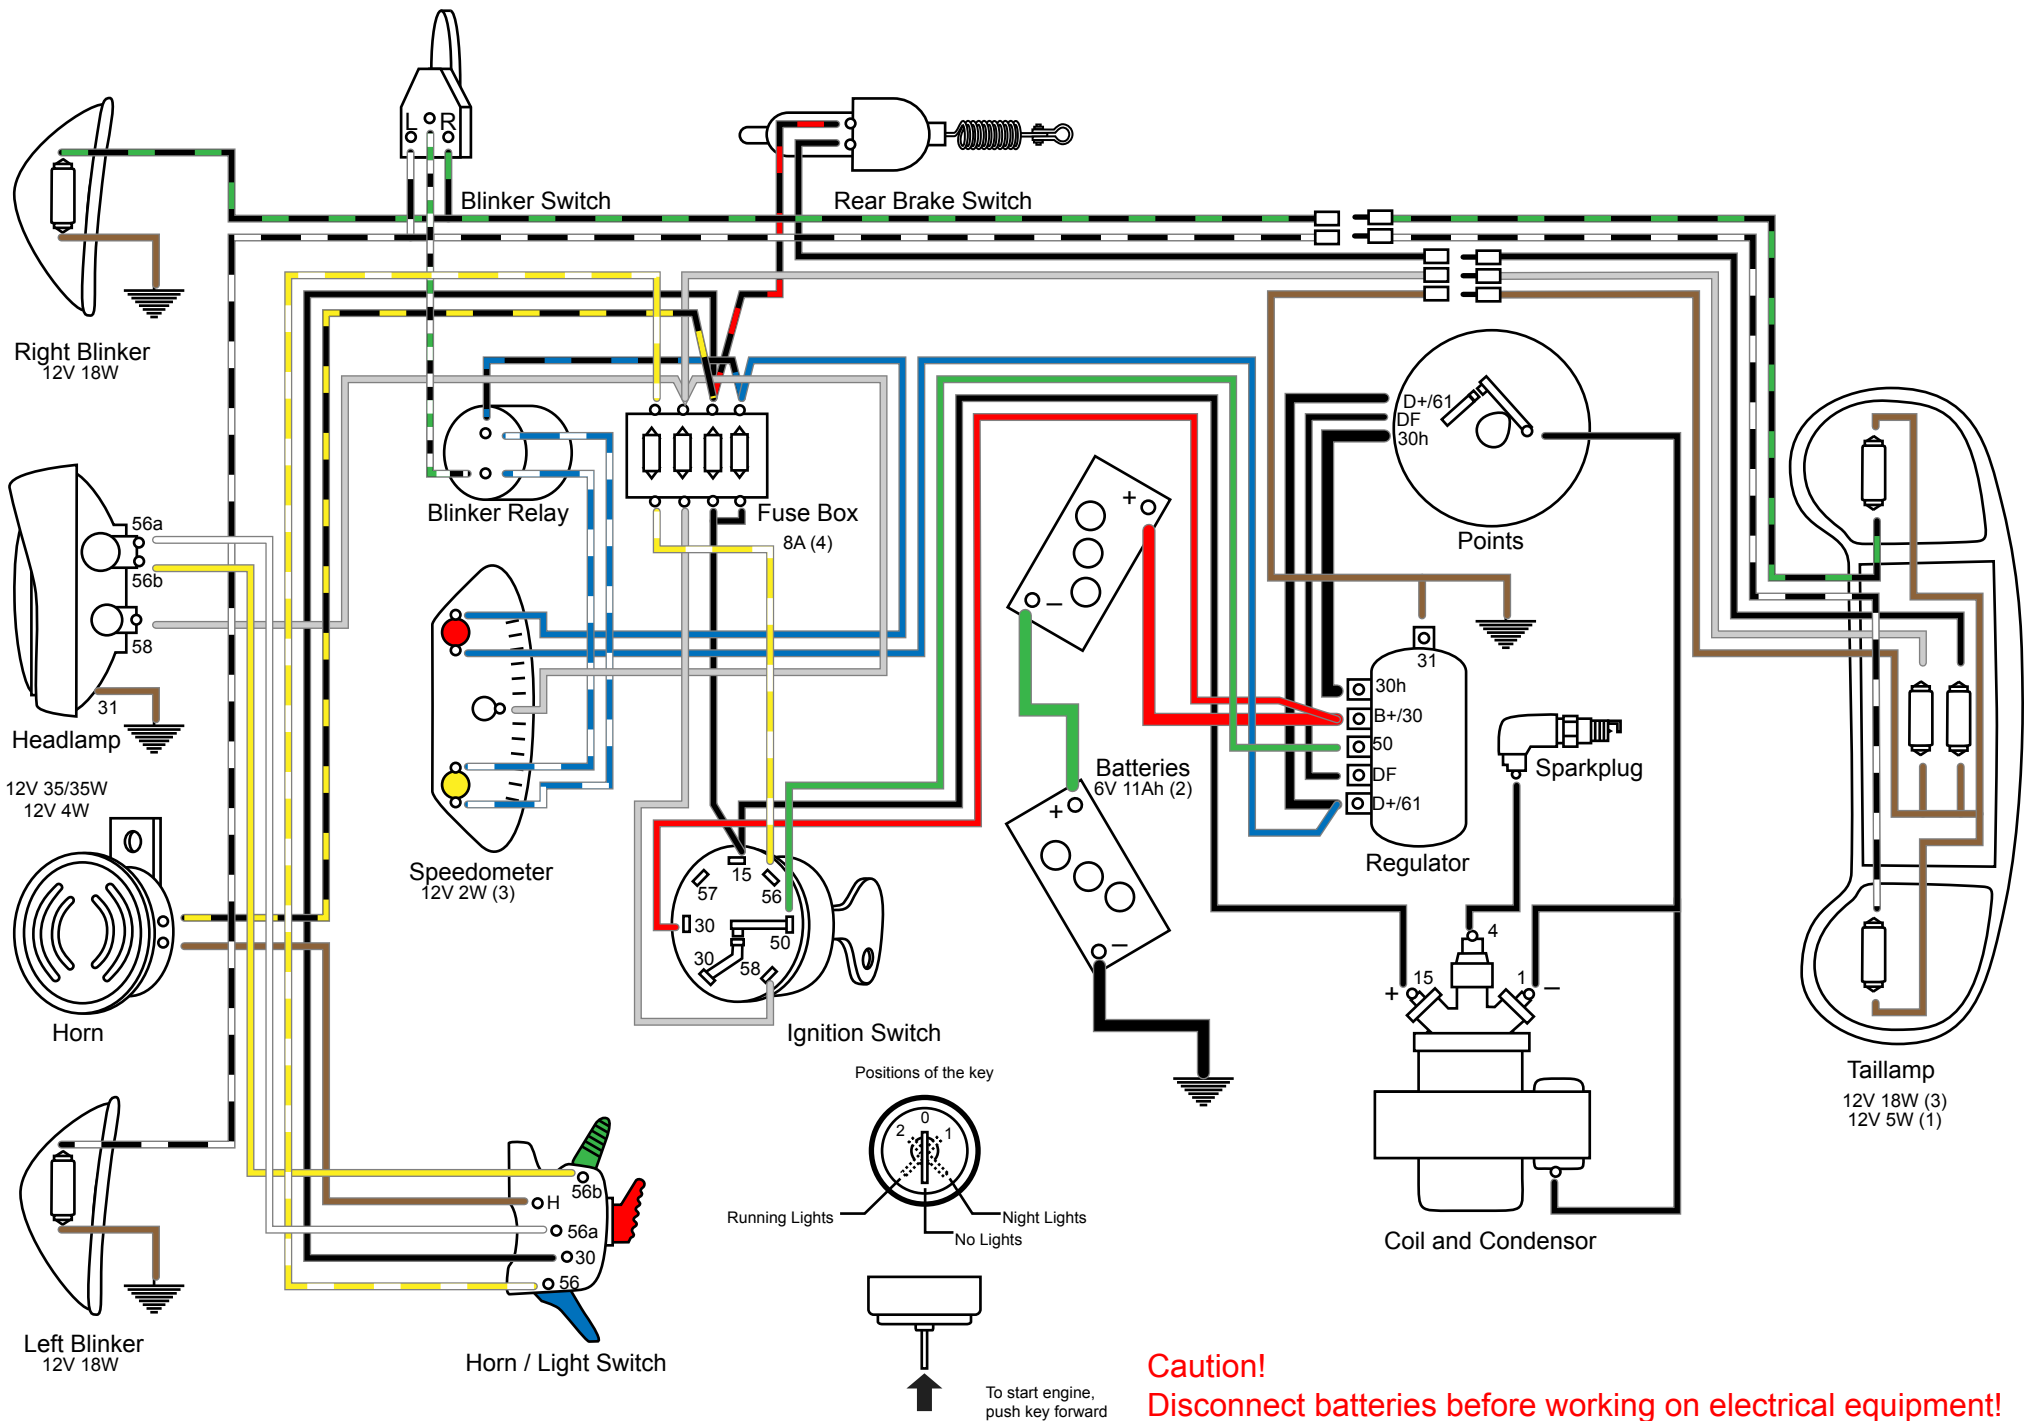 L R
Blinker Switch
Rear Brake Switch
Right Blinker
12V 18W
D+/61
DF
30h
Points
Blinker Relay
Fuse Box
8A (4)
+
−
56a
56b
58
31
Headlamp
12V 35/35W
12V 4W
31
30h
B+/30
50
DF
D+/61
Regulator
Sparkplug
Batteries
6V 11Ah (2)
+
−
Speedometer
12V 2W (3)
15
57
56
30
50
30
58
Ignition Switch
Horn
4
+ 15
1 −
Coil and Condensor
Taillamp
12V 18W (3)
12V 5W (1)
Positions of the key
0
2
1
Running Lights
Night Lights
No Lights
56b
H
56a
30
56
Horn / Light Switch
Left Blinker
12V 18W
To start engine,
push key forward
Caution!
Disconnect batteries before working on electrical equipment!